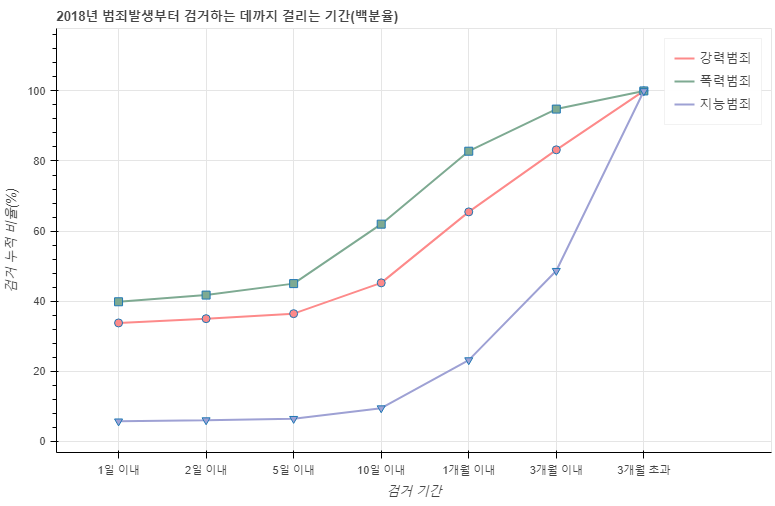 2018년 범죄발생부터 검거하는 데까지 걸리는 기간(백분율)
강력범죄
폭력범죄
지능범죄
검거 누적 비율(%)
100
80
60
40
20
0
1일 이내 2일 이내 5일 이내 10일 이내 1개월 이내 3개월 이내 3개월 초과
검거 기간